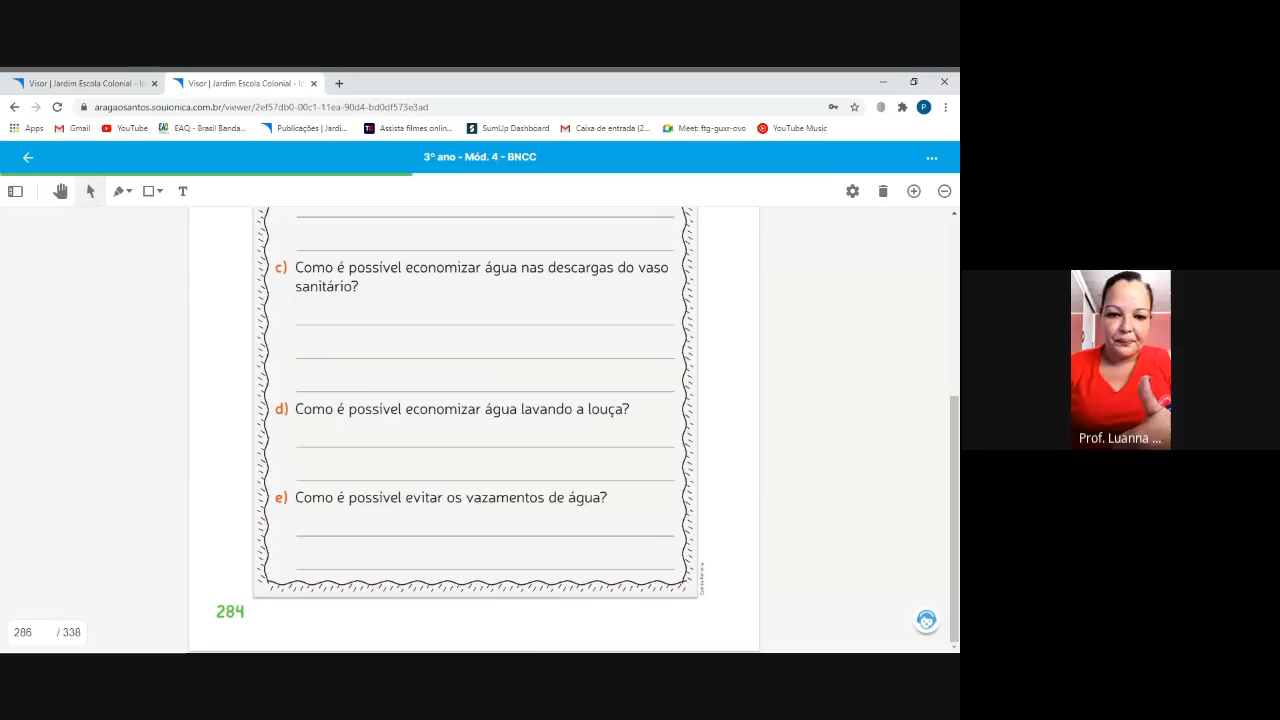 Visor | Jardim Escola Colonial - I
Visor | Jardim Escola Colonial - I
aragaosantos.souionica.com.br/viewer/2ef57db0-00c1-11ea-90d4-bd0df573e3ad
P
Apps
Gmail
YouTube
EAQ - Brasil Banda...
Publicações | Jardi...
Assista filmes onlin...
SumUp Dashboard
Caixa de entrada (2...
Meet: ftg-guxr-ovo
YouTube Music
3º ano - Mód. 4 - BNCC
T
c) Como é possível economizar água nas descargas do vaso
sanitário?
d) Como é possível economizar água lavando a louça?
e) Como é possível evitar os vazamentos de água?
284
286 / 338
Prof. Luanna ...